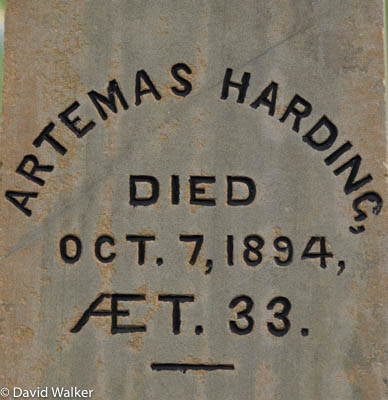 ARTEMAS HARDING,
DIED
OCT. 7, 1894,
ÆT. 33.
© David Walker